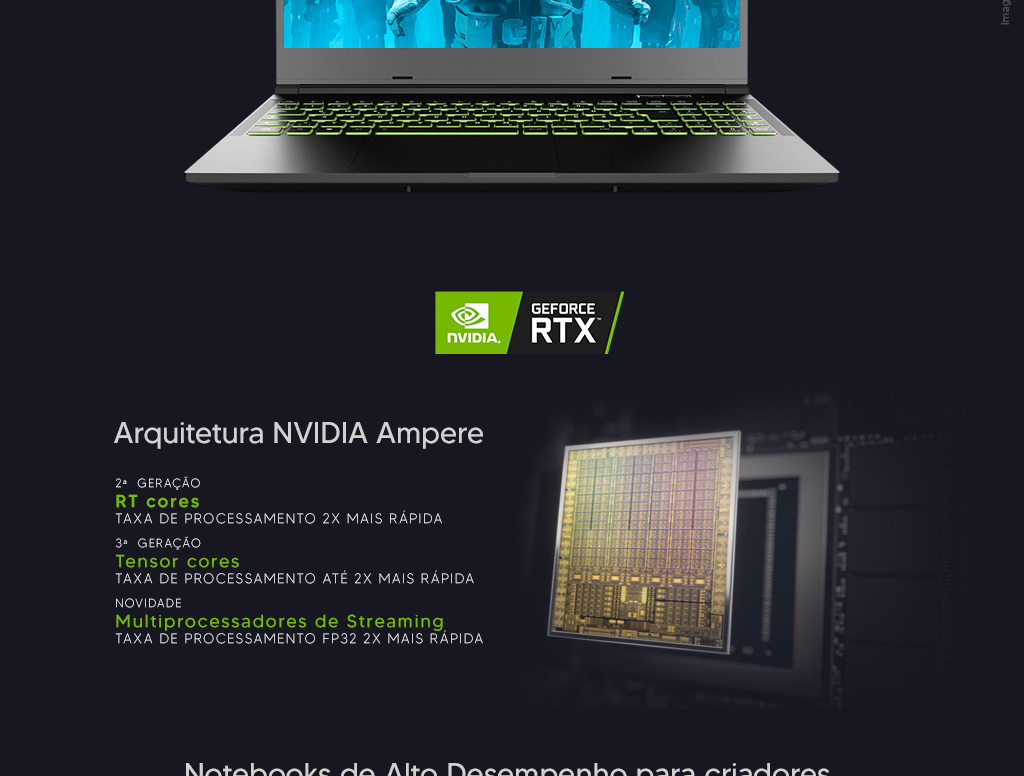 Imag
NVIDIA.
GEFORCE
RTX™
Arquitetura NVIDIA Ampere
2ª GERAÇÃO
RT cores
TAXA DE PROCESSAMENTO 2X MAIS RÁPIDA
3ª GERAÇÃO
Tensor cores
TAXA DE PROCESSAMENTO ATÉ 2X MAIS RÁPIDA
NOVIDADE
Multiprocessadores de Streaming
TAXA DE PROCESSAMENTO FP32 2X MAIS RÁPIDA
Notebooks de Alto Desempenho para criadores